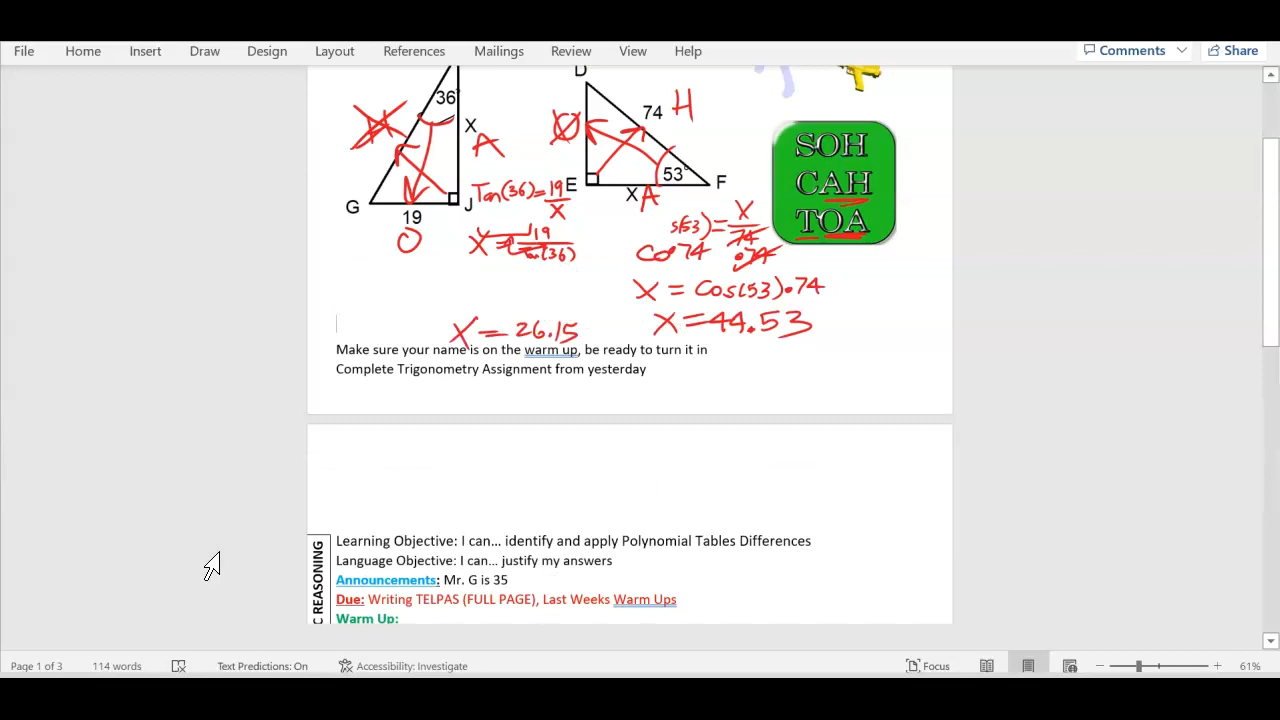 File Home Insert Draw Design Layout References Mailings Review View Help Comments Share
D
36°
74 H
X
A
O
SOH
CAH
TOA
53°
E
F
X
A
G
J
19
O
Tan(36)=19/X
X = 19/Tan(36)
X = 26.15
s(53) = X/74
Cos 74 .74
X = Cos(53).74
X = 44.53
Make sure your name is on the warm up, be ready to turn it in
Complete Trigonometry Assignment from yesterday
C REASONING
Learning Objective: I can... identify and apply Polynomial Tables Differences
Language Objective: I can... justify my answers
Announcements: Mr. G is 35
Due: Writing TELPAS (FULL PAGE), Last Weeks Warm Ups
Warm Up:
Page 1 of 3 114 words Text Predictions: On Accessibility: Investigate Focus 61%